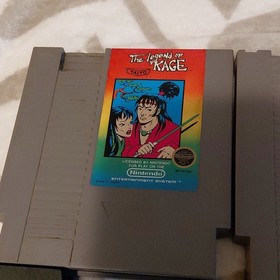 The Legend of
KAGE
TAITO
LICENSED BY NINTENDO
FOR PLAY ON THE
Nintendo
ENTERTAINMENT SYSTEM